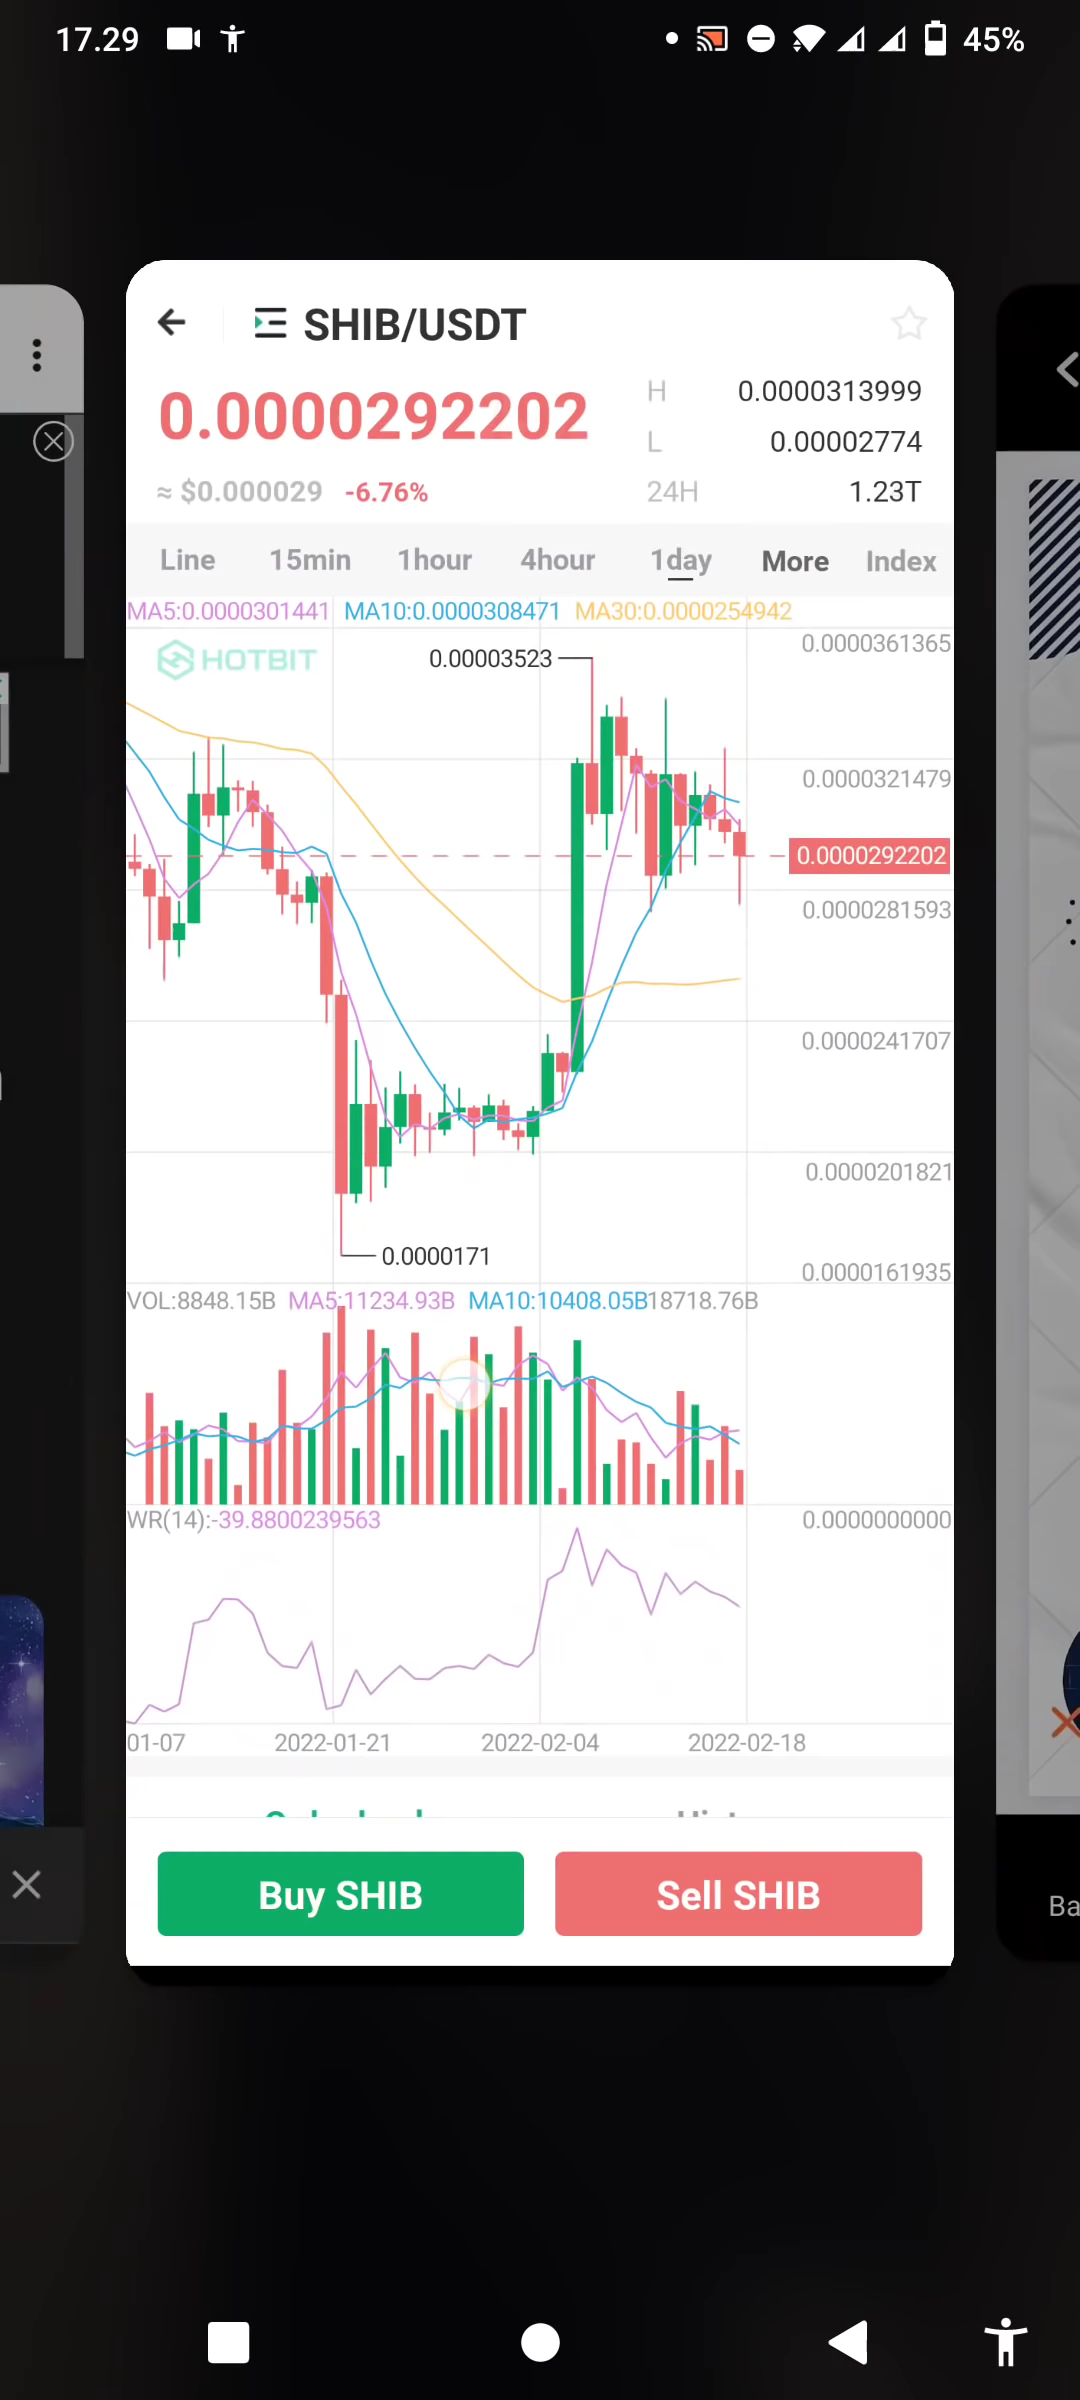 17.29
45%
SHIB/USDT
0.0000292202
H 0.0000313999
L 0.00002774
≈ $0.000029 -6.76%
24H 1.23T
Line 15min 1hour 4hour 1day More Index
MA5:0.0000301441 MA10:0.0000308471 MA30:0.0000254942
0.0000361365
HOTBIT
0.00003523
0.0000321479
0.0000292202
0.0000281593
0.0000241707
0.0000201821
0.0000171
0.0000161935
VOL:8848.15B MA5:11234.93B MA10:10408.05B18718.76B
WR(14):-39.8800239563
0.0000000000
01-07 2022-01-21 2022-02-04 2022-02-18
Buy SHIB Sell SHIB
Ba